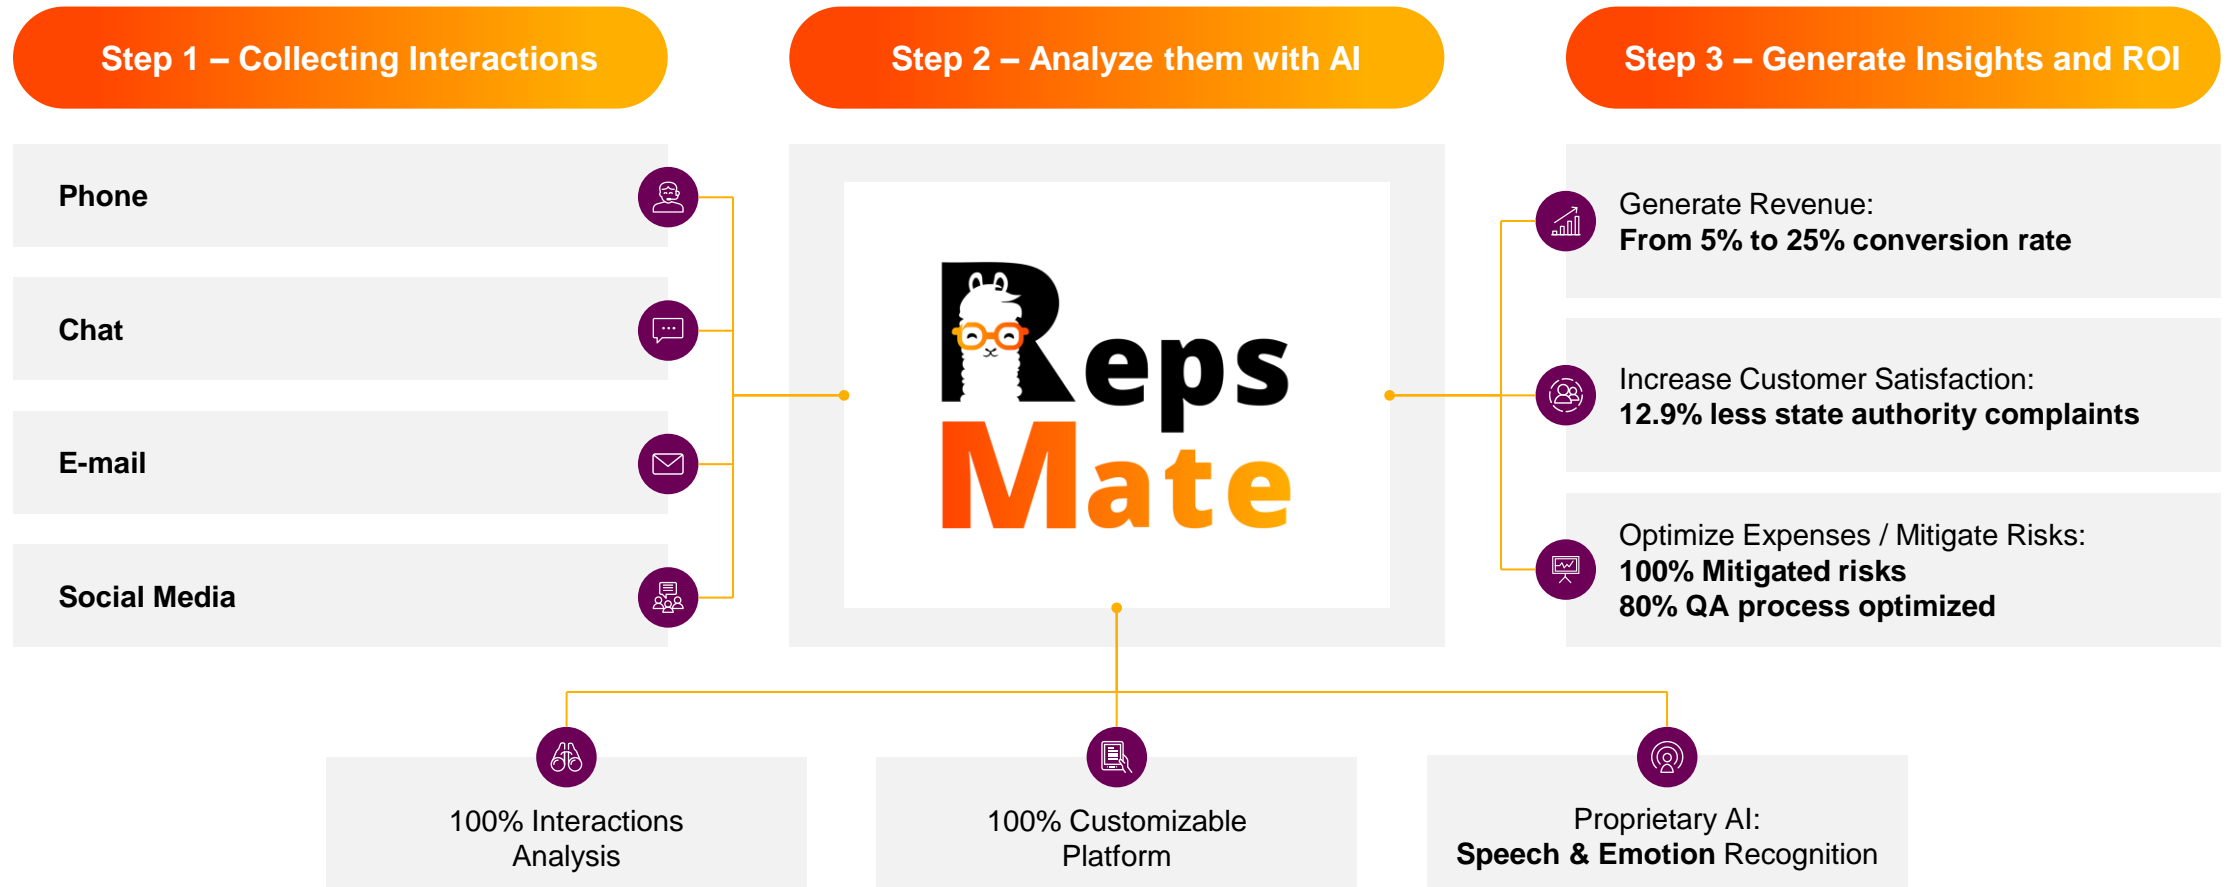 Step 1 – Collecting Interactions
Step 2 – Analyze them with AI
Step 3 – Generate Insights and ROI
Phone
Chat
E-mail
Social Media
Reps
Mate
Generate Revenue:
From 5% to 25% conversion rate
Increase Customer Satisfaction:
12.9% less state authority complaints
Optimize Expenses / Mitigate Risks:
100% Mitigated risks
80% QA process optimized
100% Interactions
Analysis
100% Customizable
Platform
Proprietary AI:
Speech & Emotion Recognition